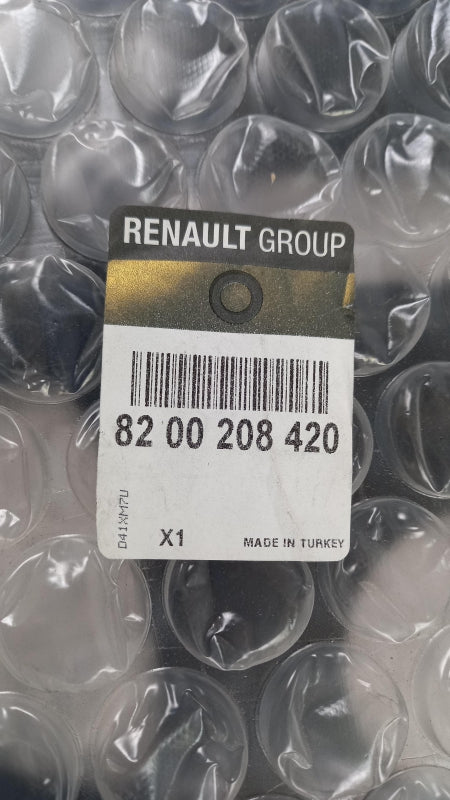 RENAULT GROUP
82 00 208 420
D41XM7U
X1
MADE IN TURKEY